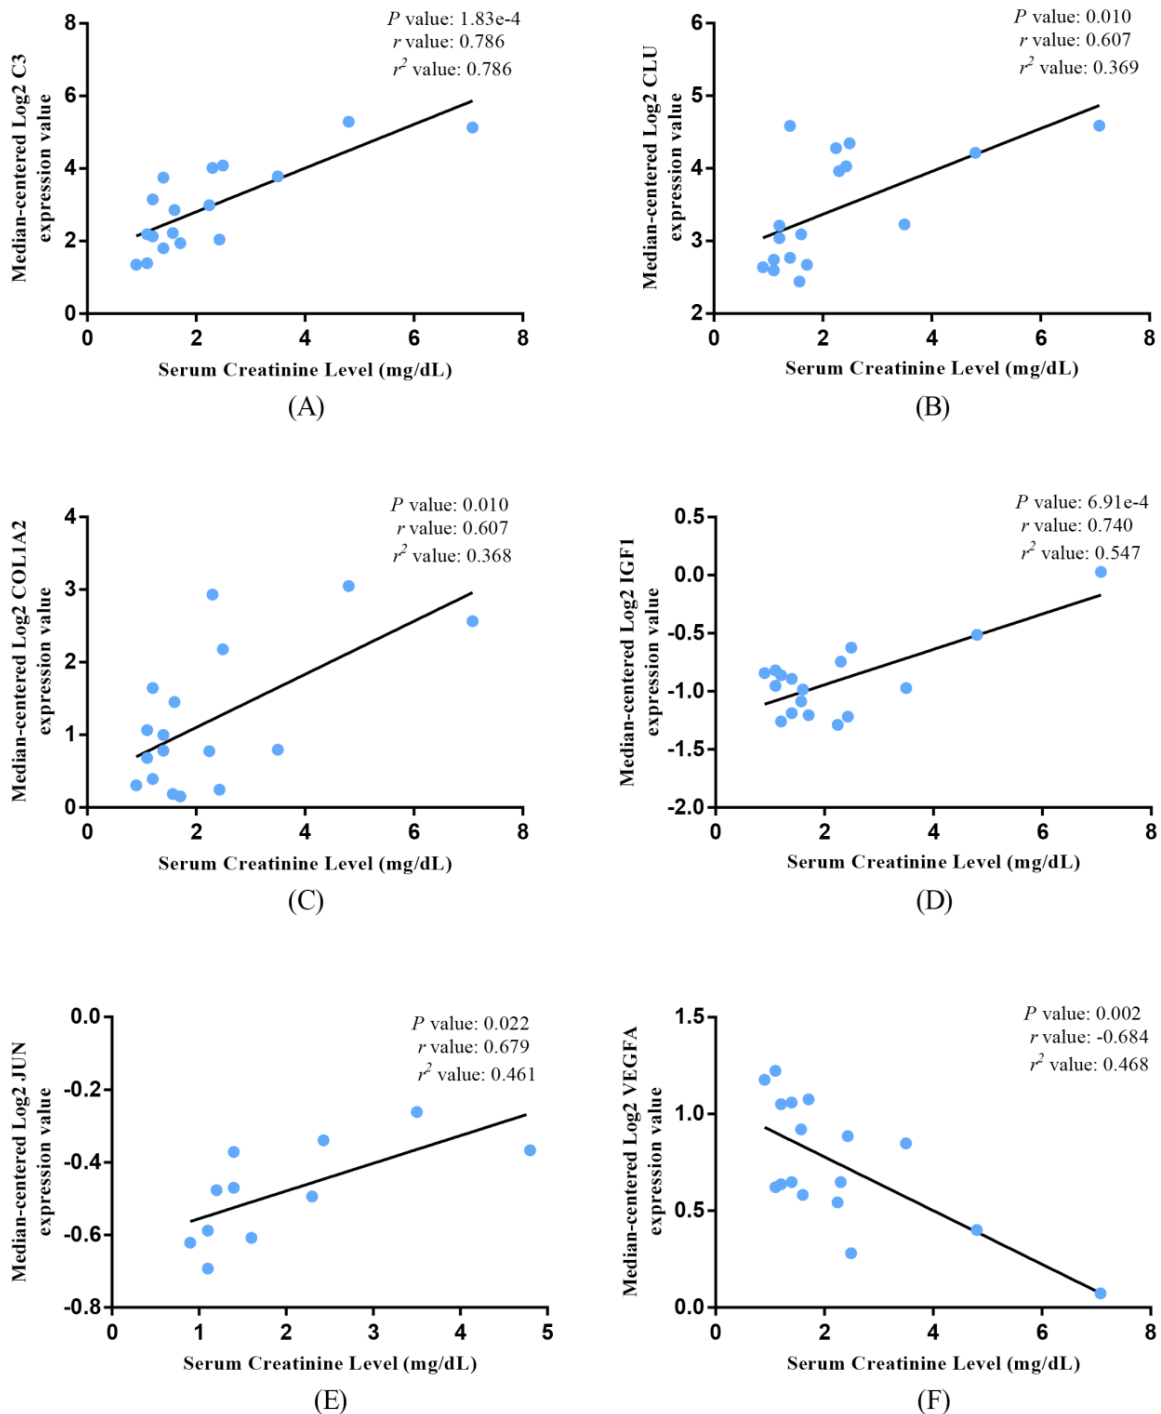 P value: 1.83e-4
r value: 0.786
r² value: 0.786
Median-centered Log2 C3
expression value
8
6
4
2
0
0 2 4 6 8
Serum Creatinine Level (mg/dL)
(A)
P value: 0.010
r value: 0.607
r² value: 0.369
Median-centered Log2 CLU
expression value
6
5
4
3
2
0 2 4 6 8
Serum Creatinine Level (mg/dL)
(B)
P value: 0.010
r value: 0.607
r² value: 0.368
Median-centered Log2 COL1A2
expression value
4
3
2
1
0
0 2 4 6 8
Serum Creatinine Level (mg/dL)
(C)
P value: 6.91e-4
r value: 0.740
r² value: 0.547
Median-centered Log2 IGF1
expression value
0.5
0.0
-0.5
-1.0
-1.5
-2.0
0 2 4 6 8
Serum Creatinine Level (mg/dL)
(D)
P value: 0.022
r value: 0.679
r² value: 0.461
Median-centered Log2 JUN
expression value
0.0
-0.2
-0.4
-0.6
-0.8
0 1 2 3 4 5
Serum Creatinine Level (mg/dL)
(E)
P value: 0.002
r value: -0.684
r² value: 0.468
Median-centered Log2 VEGFA
expression value
1.5
1.0
0.5
0.0
0 2 4 6 8
Serum Creatinine Level (mg/dL)
(F)